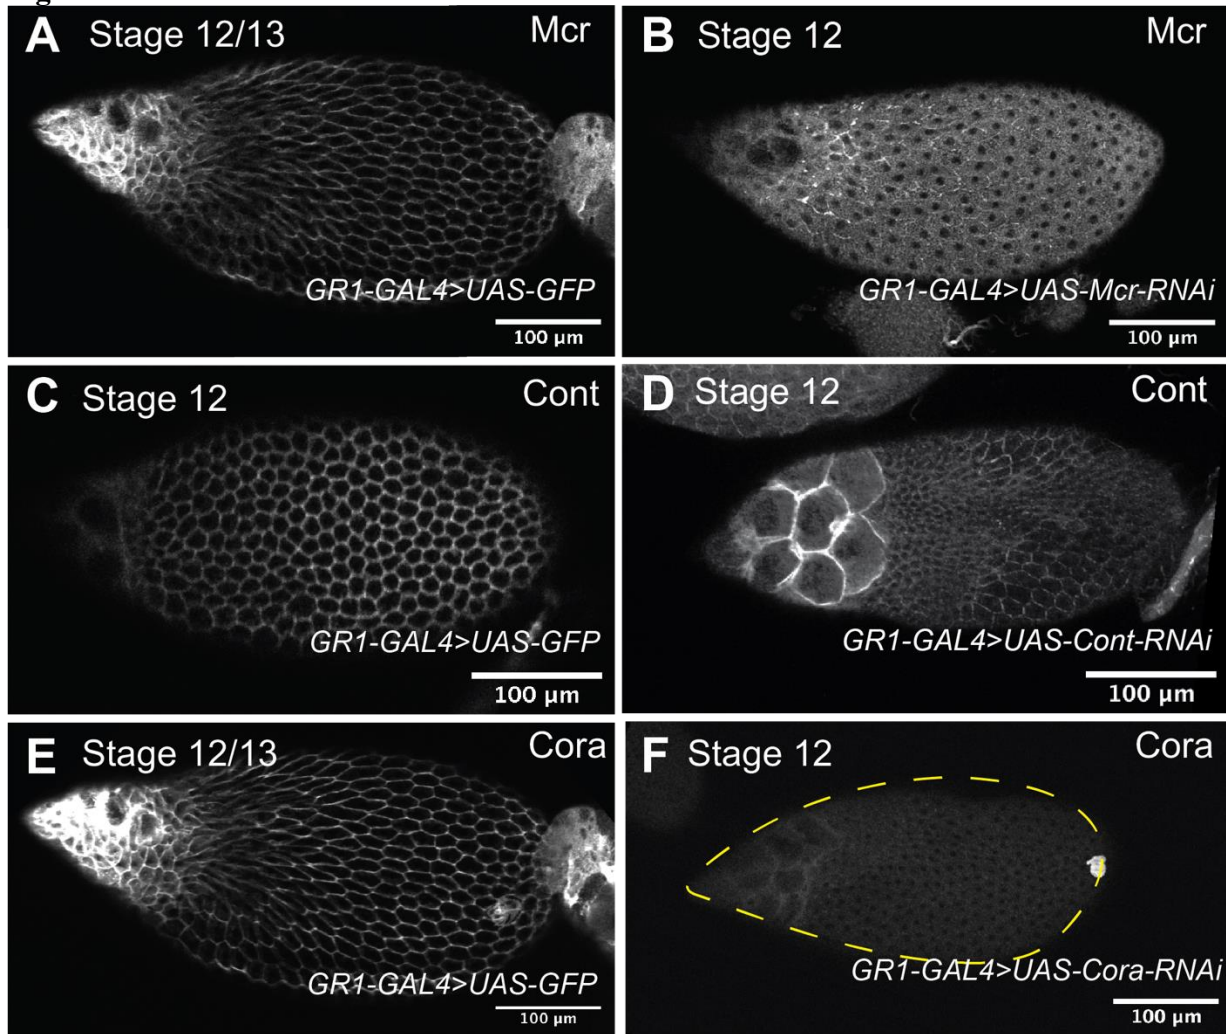 A Stage 12/13 Mcr
GR1-GAL4>UAS-GFP
100 µm
B Stage 12 Mcr
GR1-GAL4>UAS-Mcr-RNAi
100 µm
C Stage 12 Cont
GR1-GAL4>UAS-GFP
100 µm
D Stage 12 Cont
GR1-GAL4>UAS-Cont-RNAi
100 µm
E Stage 12/13 Cora
GR1-GAL4>UAS-GFP
100 µm
F Stage 12 Cora
GR1-GAL4>UAS-Cora-RNAi
100 µm